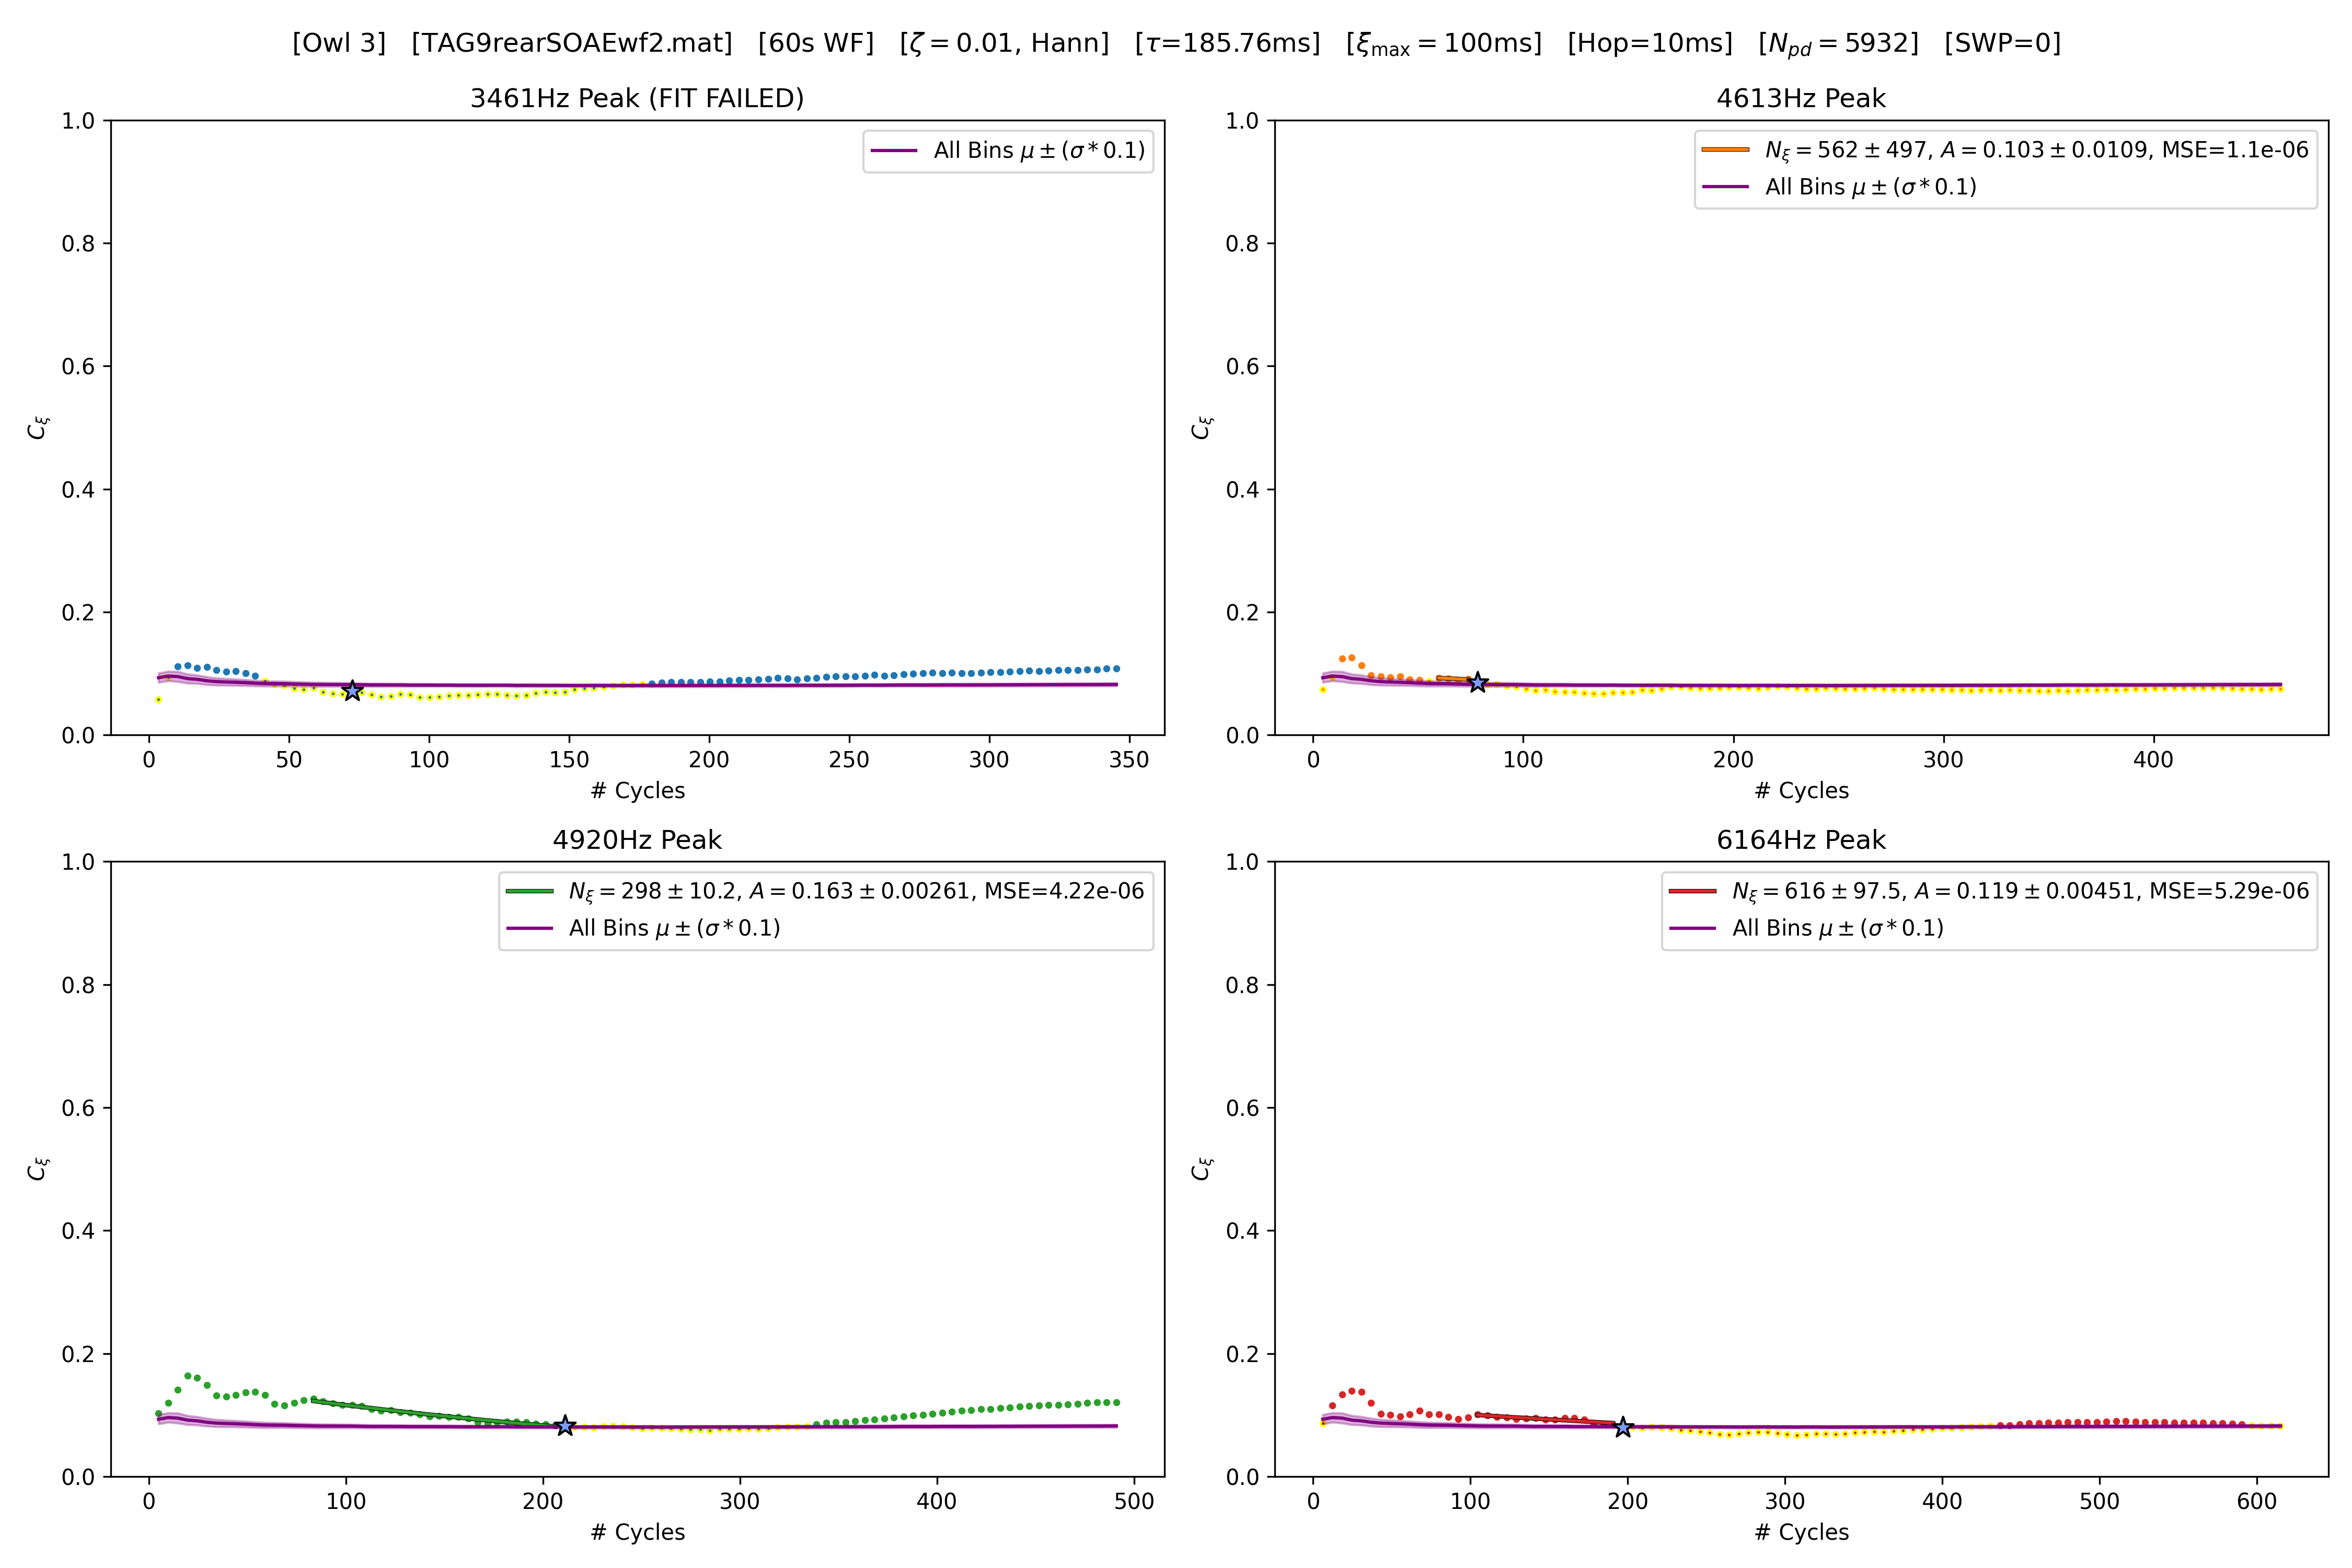 [Owl 3] [TAG9rearSOAEwf2.mat] [60s WF] [ζ = 0.01, Hann] [τ=185.76ms] [ξmax = 100ms] [Hop=10ms] [Npd = 5932] [SWP=0]
3461Hz Peak (FIT FAILED)
1.0
0.8
0.6
0.4
0.2
0.0
Cξ
All Bins μ ± (σ * 0.1)
0 50 100 150 200 250 300 350
# Cycles
4613Hz Peak
1.0
0.8
0.6
0.4
0.2
0.0
Cξ
Nξ = 562 ± 497, A = 0.103 ± 0.0109, MSE=1.1e-06
All Bins μ ± (σ * 0.1)
0 100 200 300 400
# Cycles
4920Hz Peak
1.0
0.8
0.6
0.4
0.2
0.0
Cξ
Nξ = 298 ± 10.2, A = 0.163 ± 0.00261, MSE=4.22e-06
All Bins μ ± (σ * 0.1)
0 100 200 300 400 500
# Cycles
6164Hz Peak
1.0
0.8
0.6
0.4
0.2
0.0
Cξ
Nξ = 616 ± 97.5, A = 0.119 ± 0.00451, MSE=5.29e-06
All Bins μ ± (σ * 0.1)
0 100 200 300 400 500 600
# Cycles